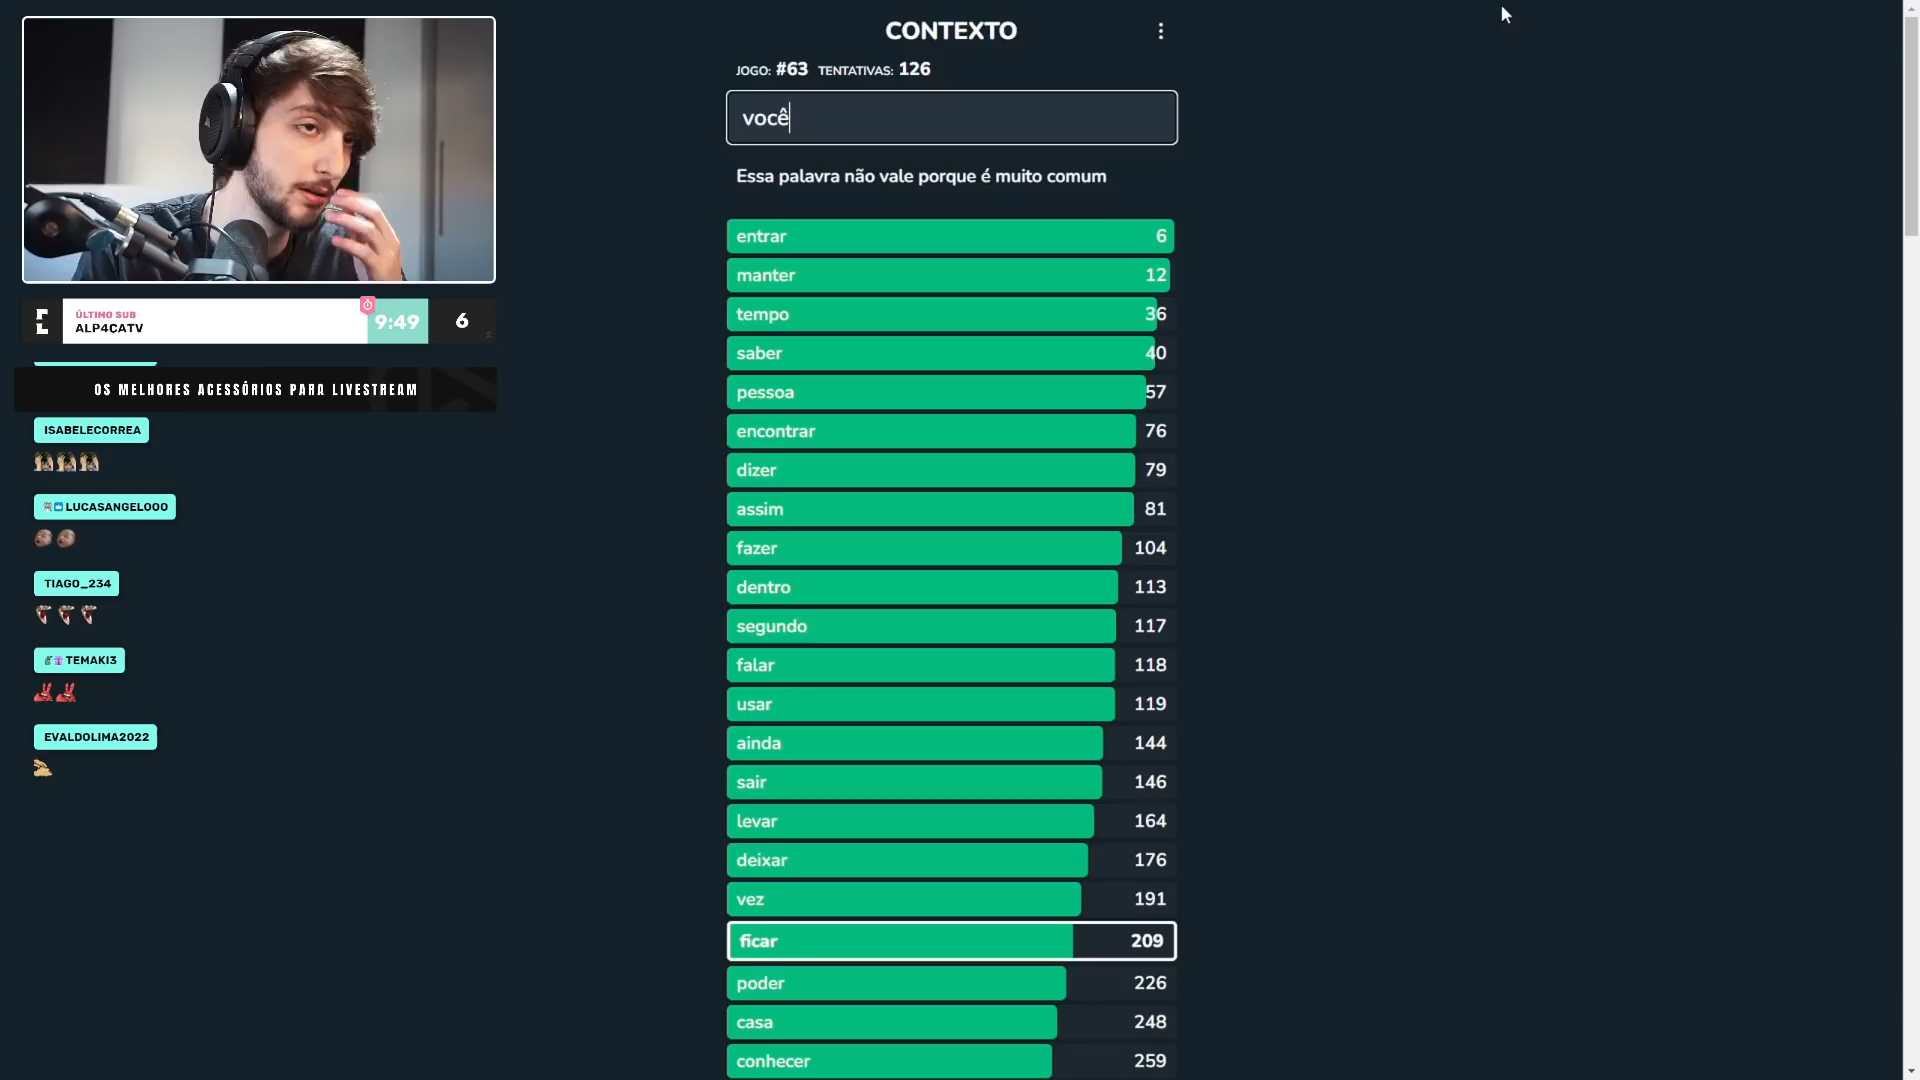 CONTEXTO
JOGO: #63 TENTATIVAS: 126
você
Essa palavra não vale porque é muito comum
entrar 6
manter 12
tempo 36
saber 40
pessoa 57
encontrar 76
dizer 79
assim 81
fazer 104
dentro 113
segundo 117
falar 118
usar 119
ainda 144
sair 146
levar 164
deixar 176
vez 191
ficar 209
poder 226
casa 248
conhecer 259
ÚLTIMO SUB
ALP4ÇATV
9:49
6
OS MELHORES ACESSÓRIOS PARA LIVESTREAM
ISABELECORREA
LUCASANGELOOO
TIAGO_234
TEMAKI3
EVALDOLIMA2022